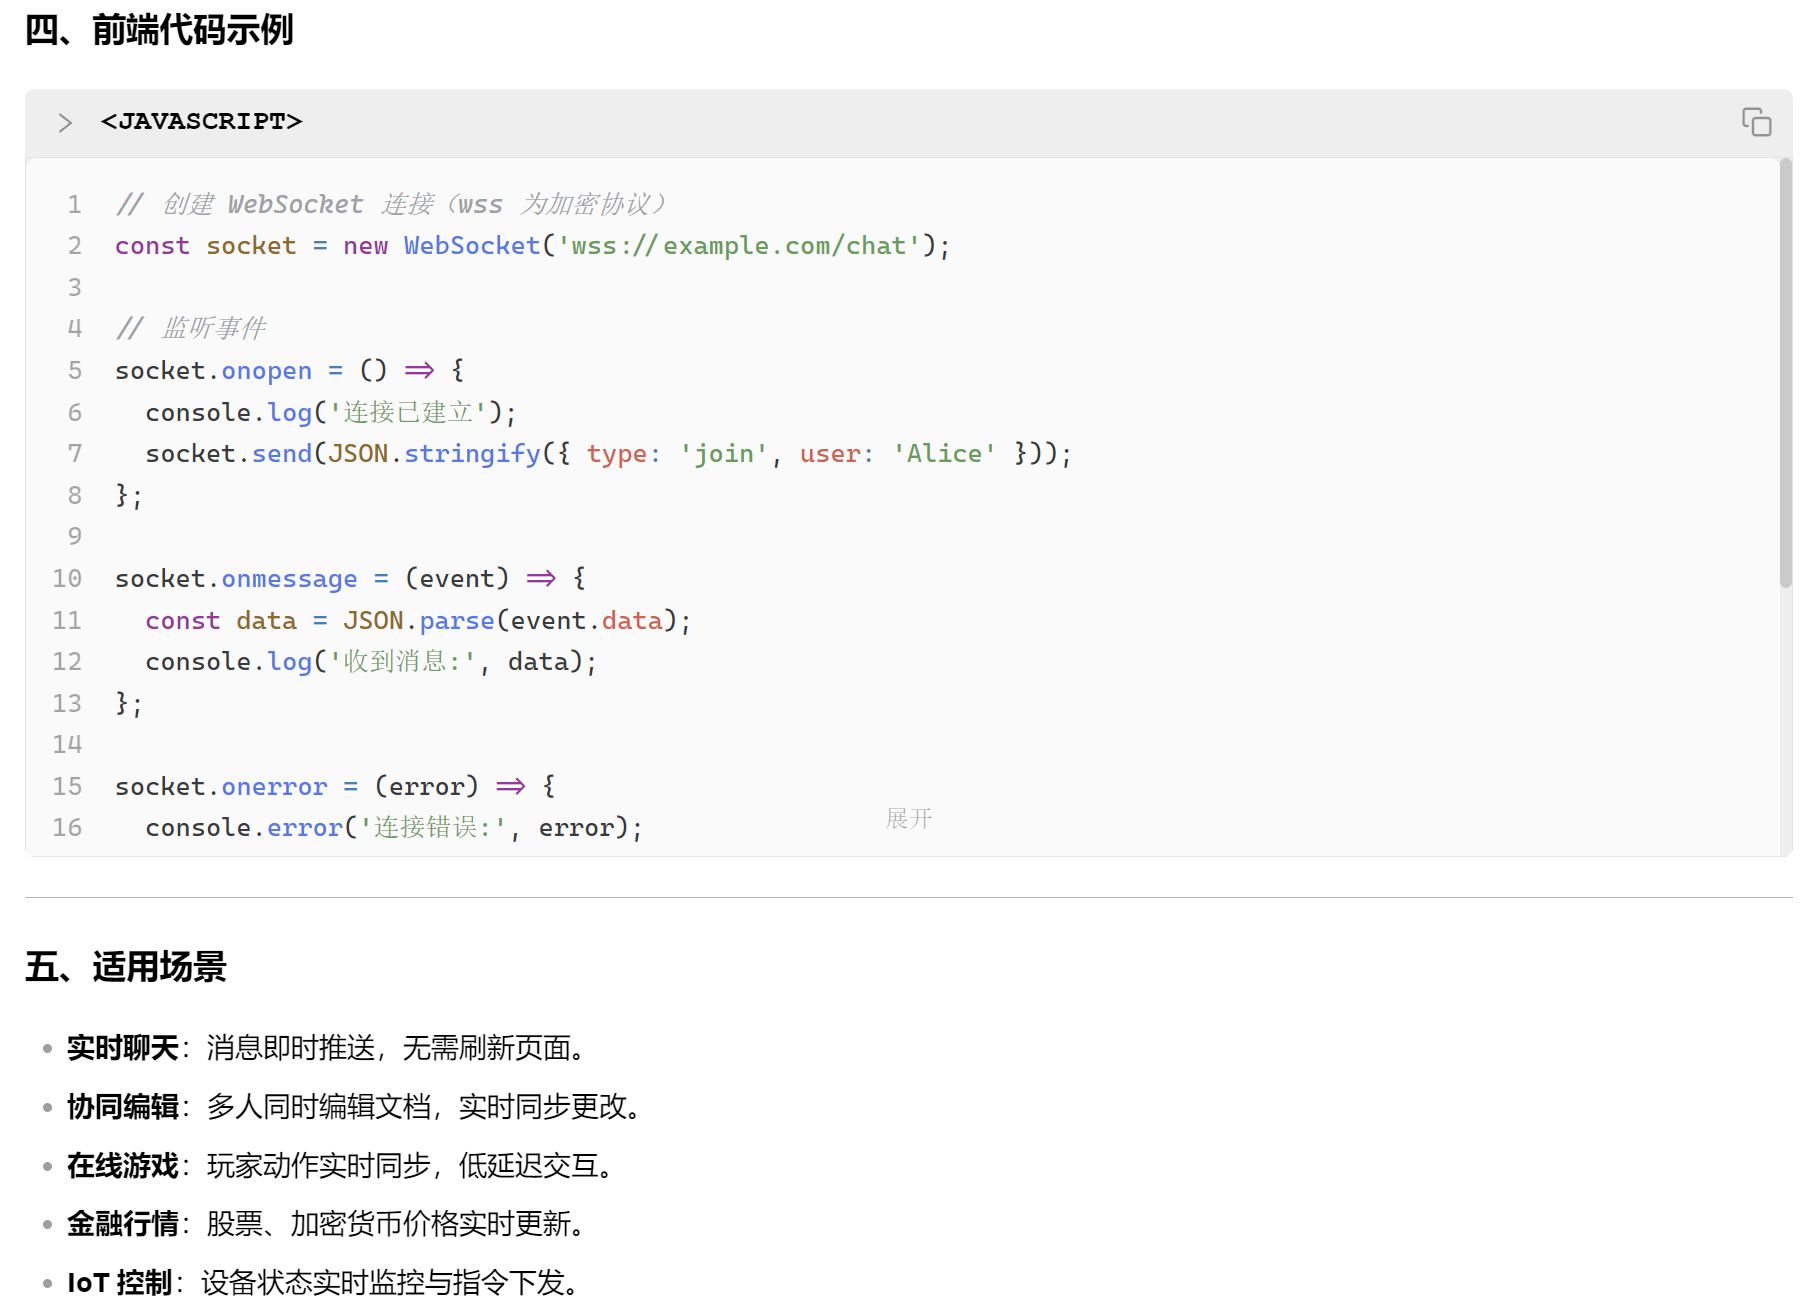 四、前端代码示例
<JAVASCRIPT>
1 // 创建 WebSocket 连接（wss 为加密协议）
2 const socket = new WebSocket('wss://example.com/chat');
3
4 // 监听事件
5 socket.onopen = () => {
6   console.log('连接已建立');
7   socket.send(JSON.stringify({ type: 'join', user: 'Alice' }));
8 };
9
10 socket.onmessage = (event) => {
11   const data = JSON.parse(event.data);
12   console.log('收到消息:', data);
13 };
14
15 socket.onerror = (error) => {
16   console.error('连接错误:', error);
展开
五、适用场景
• 实时聊天：消息即时推送，无需刷新页面。
• 协同编辑：多人同时编辑文档，实时同步更改。
• 在线游戏：玩家动作实时同步，低延迟交互。
• 金融行情：股票、加密货币价格实时更新。
• IoT 控制：设备状态实时监控与指令下发。